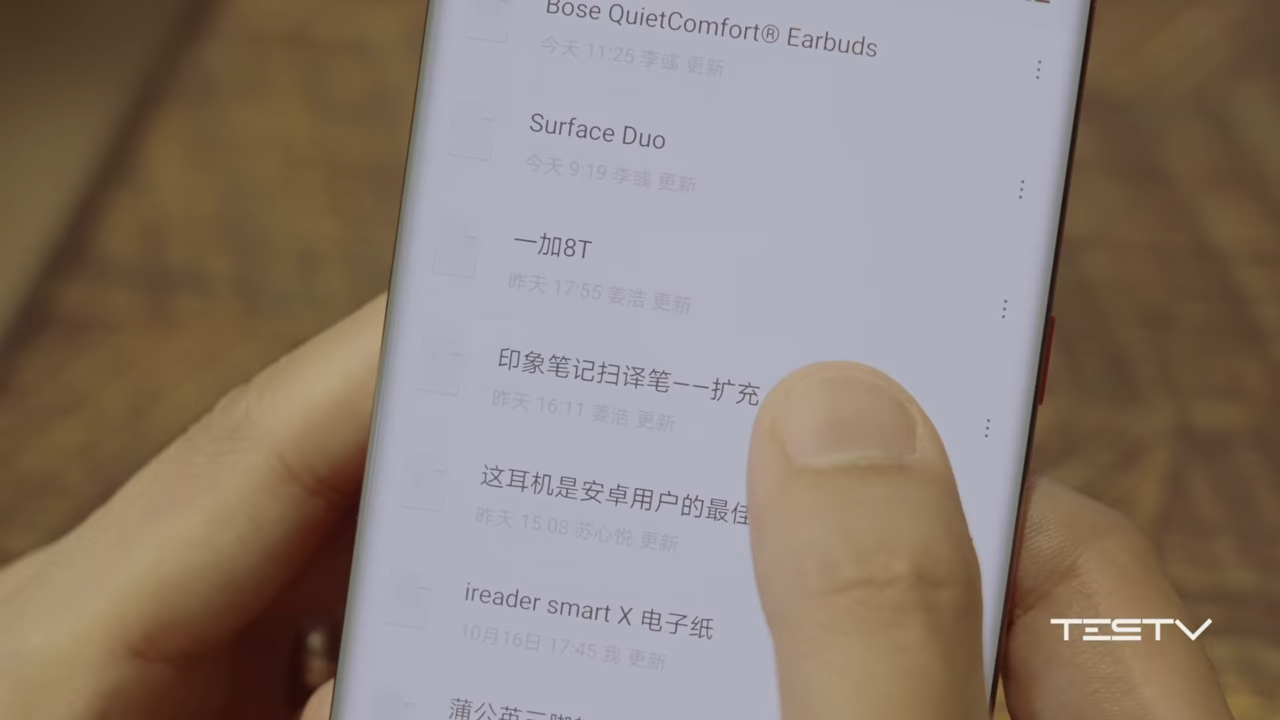 Bose QuietComfort® Earbuds
今天 11:25 李彧 更新
Surface Duo
今天 9:19 李彧 更新
一加8T
昨天 17:55 姜浩 更新
印象笔记扫译笔——扩充
昨天 16:11 姜浩 更新
这耳机是安卓用户的最佳
昨天 15:08 苏心悦 更新
ireader smart X 电子纸
10月16日 17:45 我 更新
蒲公英
TESTV